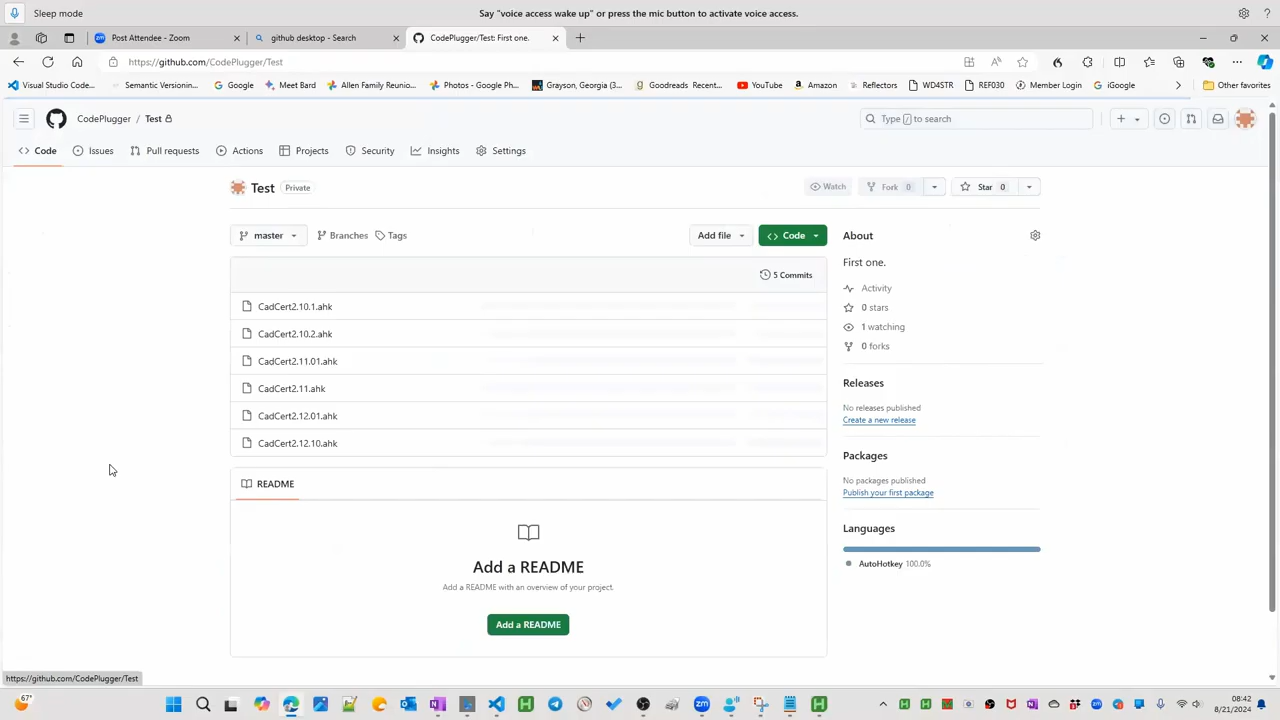 Sleep mode
Say "voice access wake up" or press the mic button to activate voice access.
Post Attendee - Zoom
github desktop - Search
CodePlugger/Test: First one.
https://github.com/CodePlugger/Test
Visual Studio Code...
Semantic Versionin...
Google
Meet Bard
Allen Family Reunio...
Photos - Google Ph...
Grayson, Georgia (3...
Goodreads Recent...
YouTube
Amazon
Reflectors
WD4STR
REF030
Member Login
iGoogle
Other favorites
CodePlugger / Test
Type / to search
Code
Issues
Pull requests
Actions
Projects
Security
Insights
Settings
Test Private
Watch
Fork 0
Star 0
master
Branches
Tags
Add file
Code
About
First one.
5 Commits
Activity
0 stars
1 watching
0 forks
CadCert2.10.1.ahk
CadCert2.10.2.ahk
CadCert2.11.01.ahk
CadCert2.11.ahk
CadCert2.12.01.ahk
CadCert2.12.10.ahk
Releases
No releases published
Create a new release
Packages
No packages published
Publish your first package
Languages
AutoHotkey 100.0%
README
Add a README
Add a README with an overview of your project.
Add a README
https://github.com/CodePlugger/Test
67°
08:42
8/21/2024